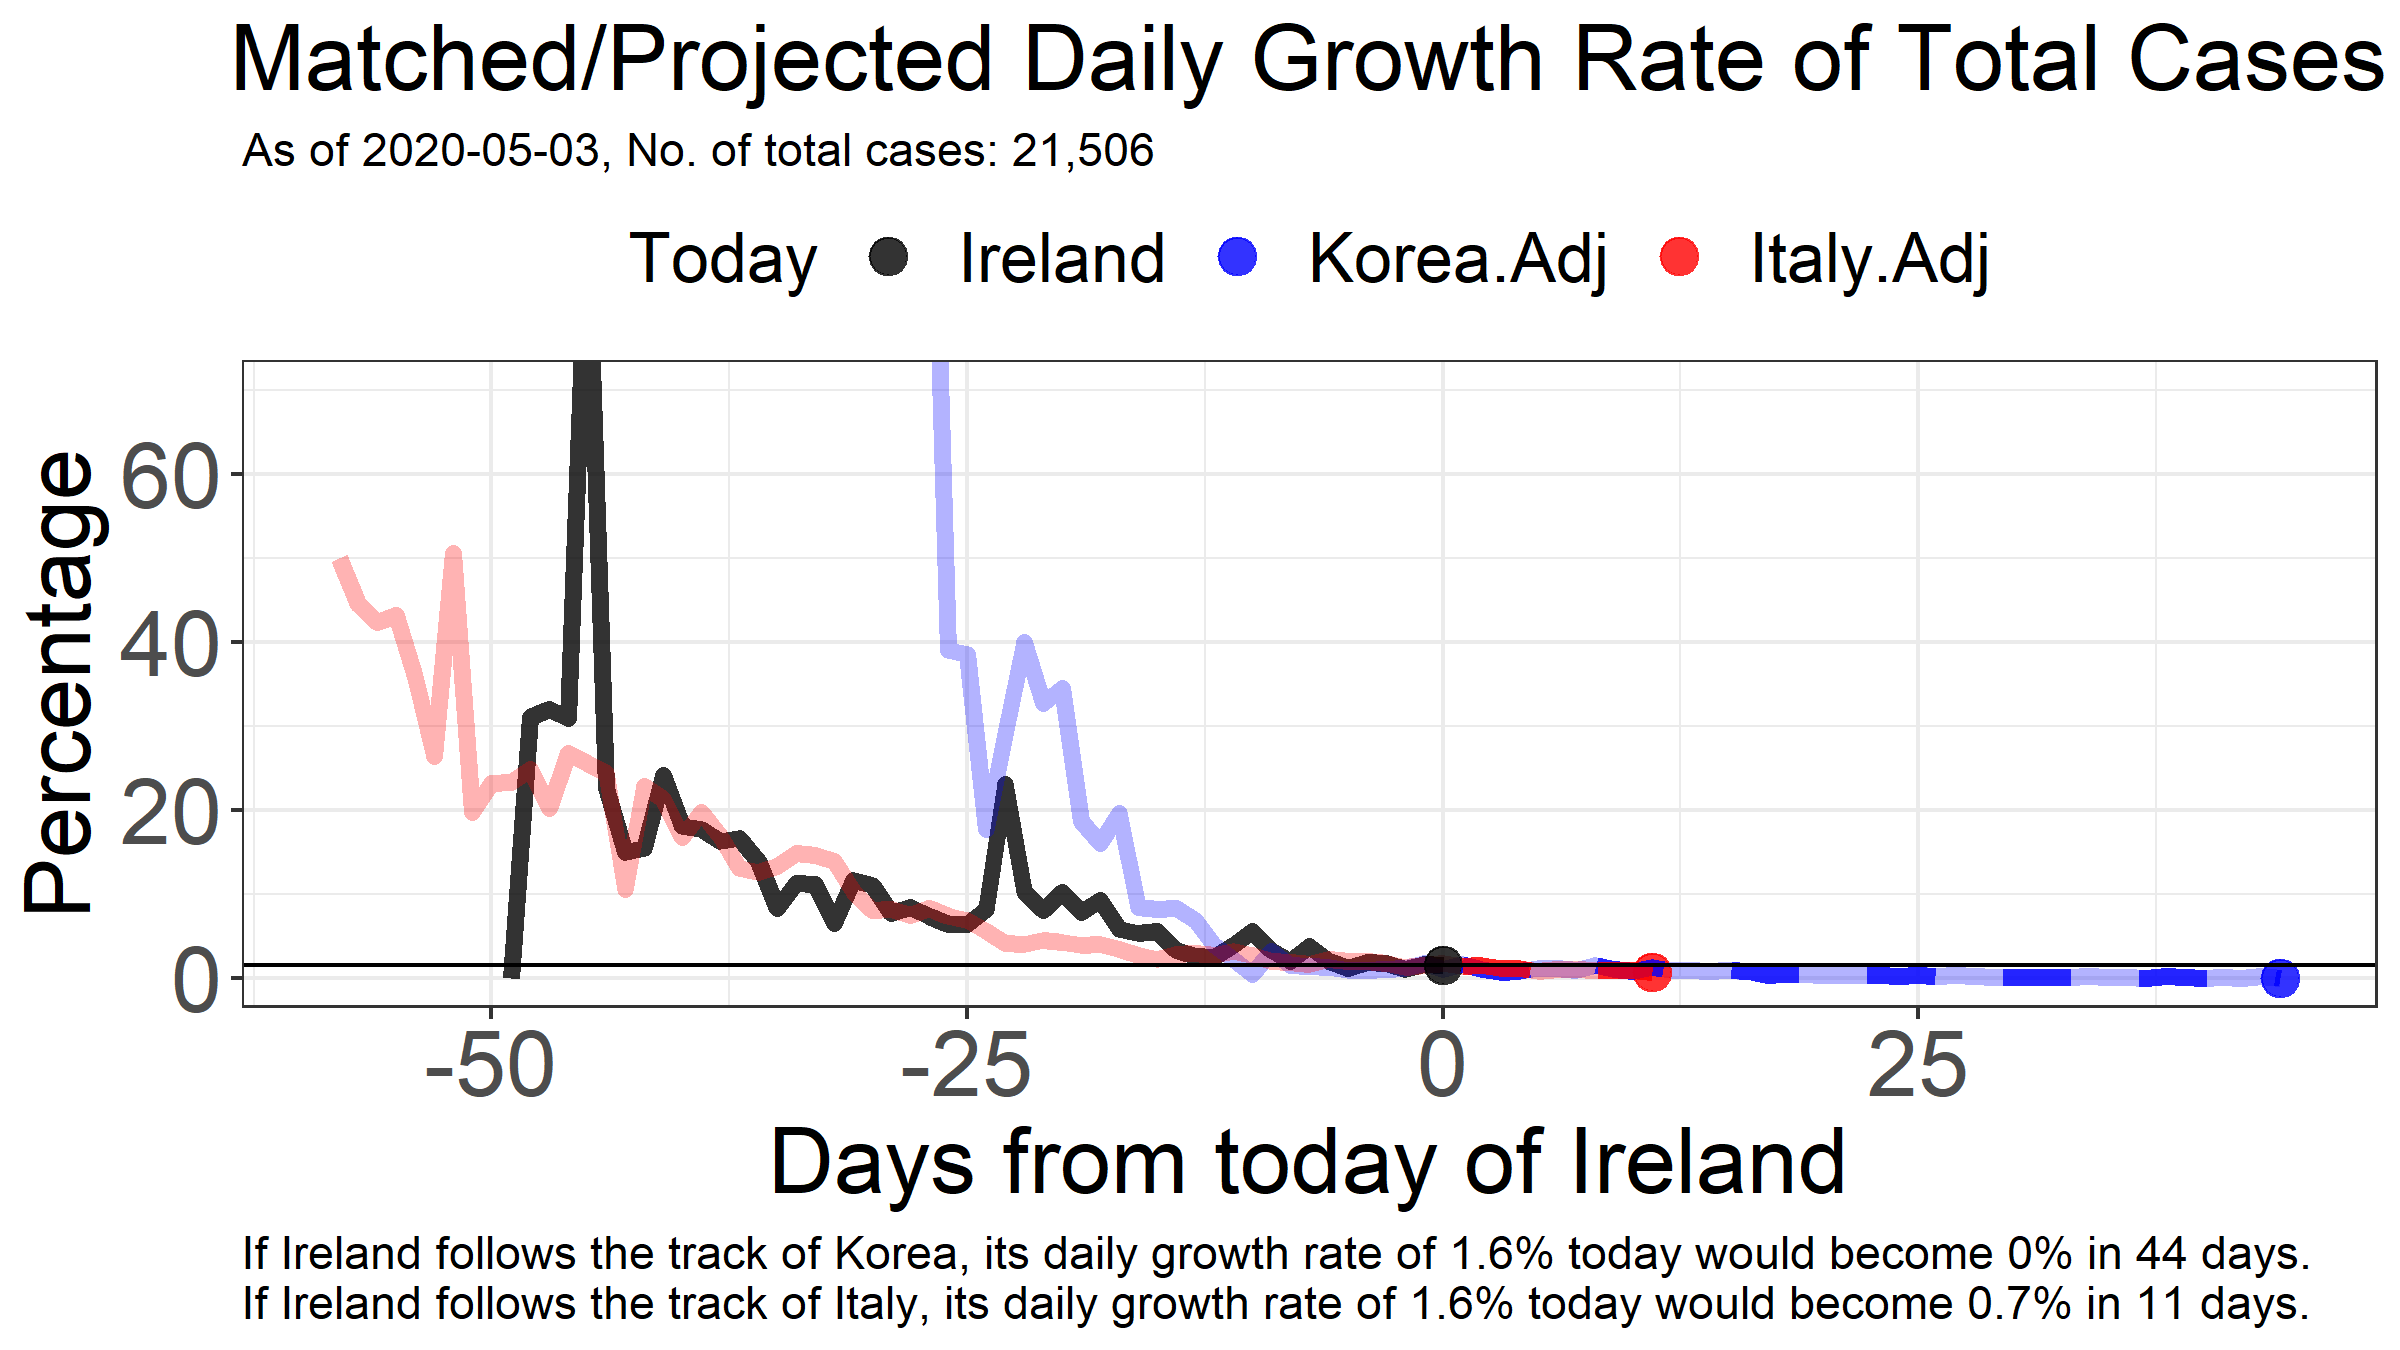 Matched/Projected Daily Growth Rate of Total Cases
As of 2020-05-03, No. of total cases: 21,506
Today Ireland Korea.Adj Italy.Adj
Percentage
60
40
20
0
-50 -25 0 25
Days from today of Ireland
If Ireland follows the track of Korea, its daily growth rate of 1.6% today would become 0% in 44 days.
If Ireland follows the track of Italy, its daily growth rate of 1.6% today would become 0.7% in 11 days.